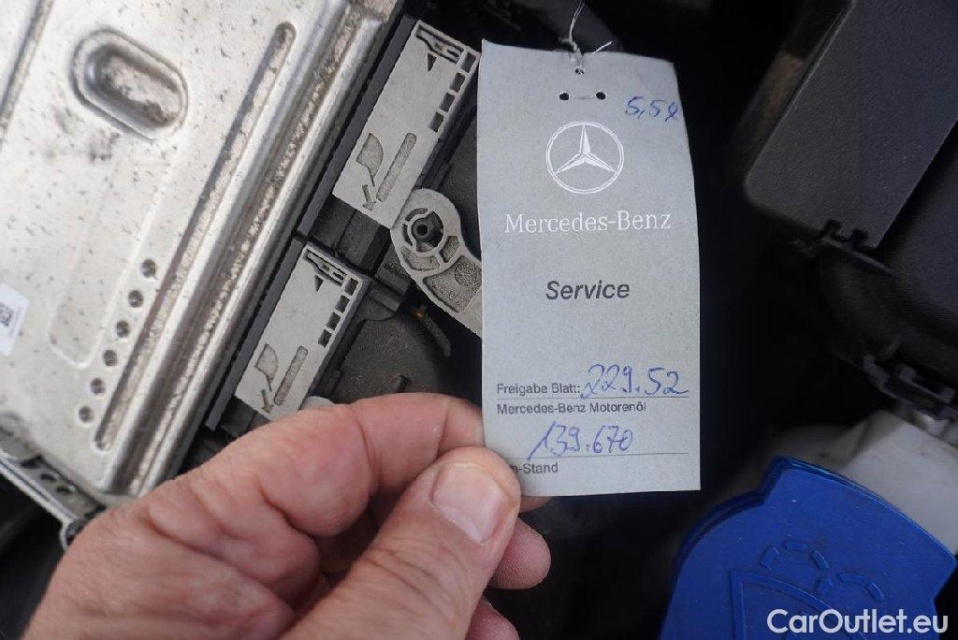 5,5l
Mercedes-Benz
Service
Freigabe Blatt: 229.52
Mercedes-Benz Motorenöl
139.670
-Stand
CarOutlet.eu